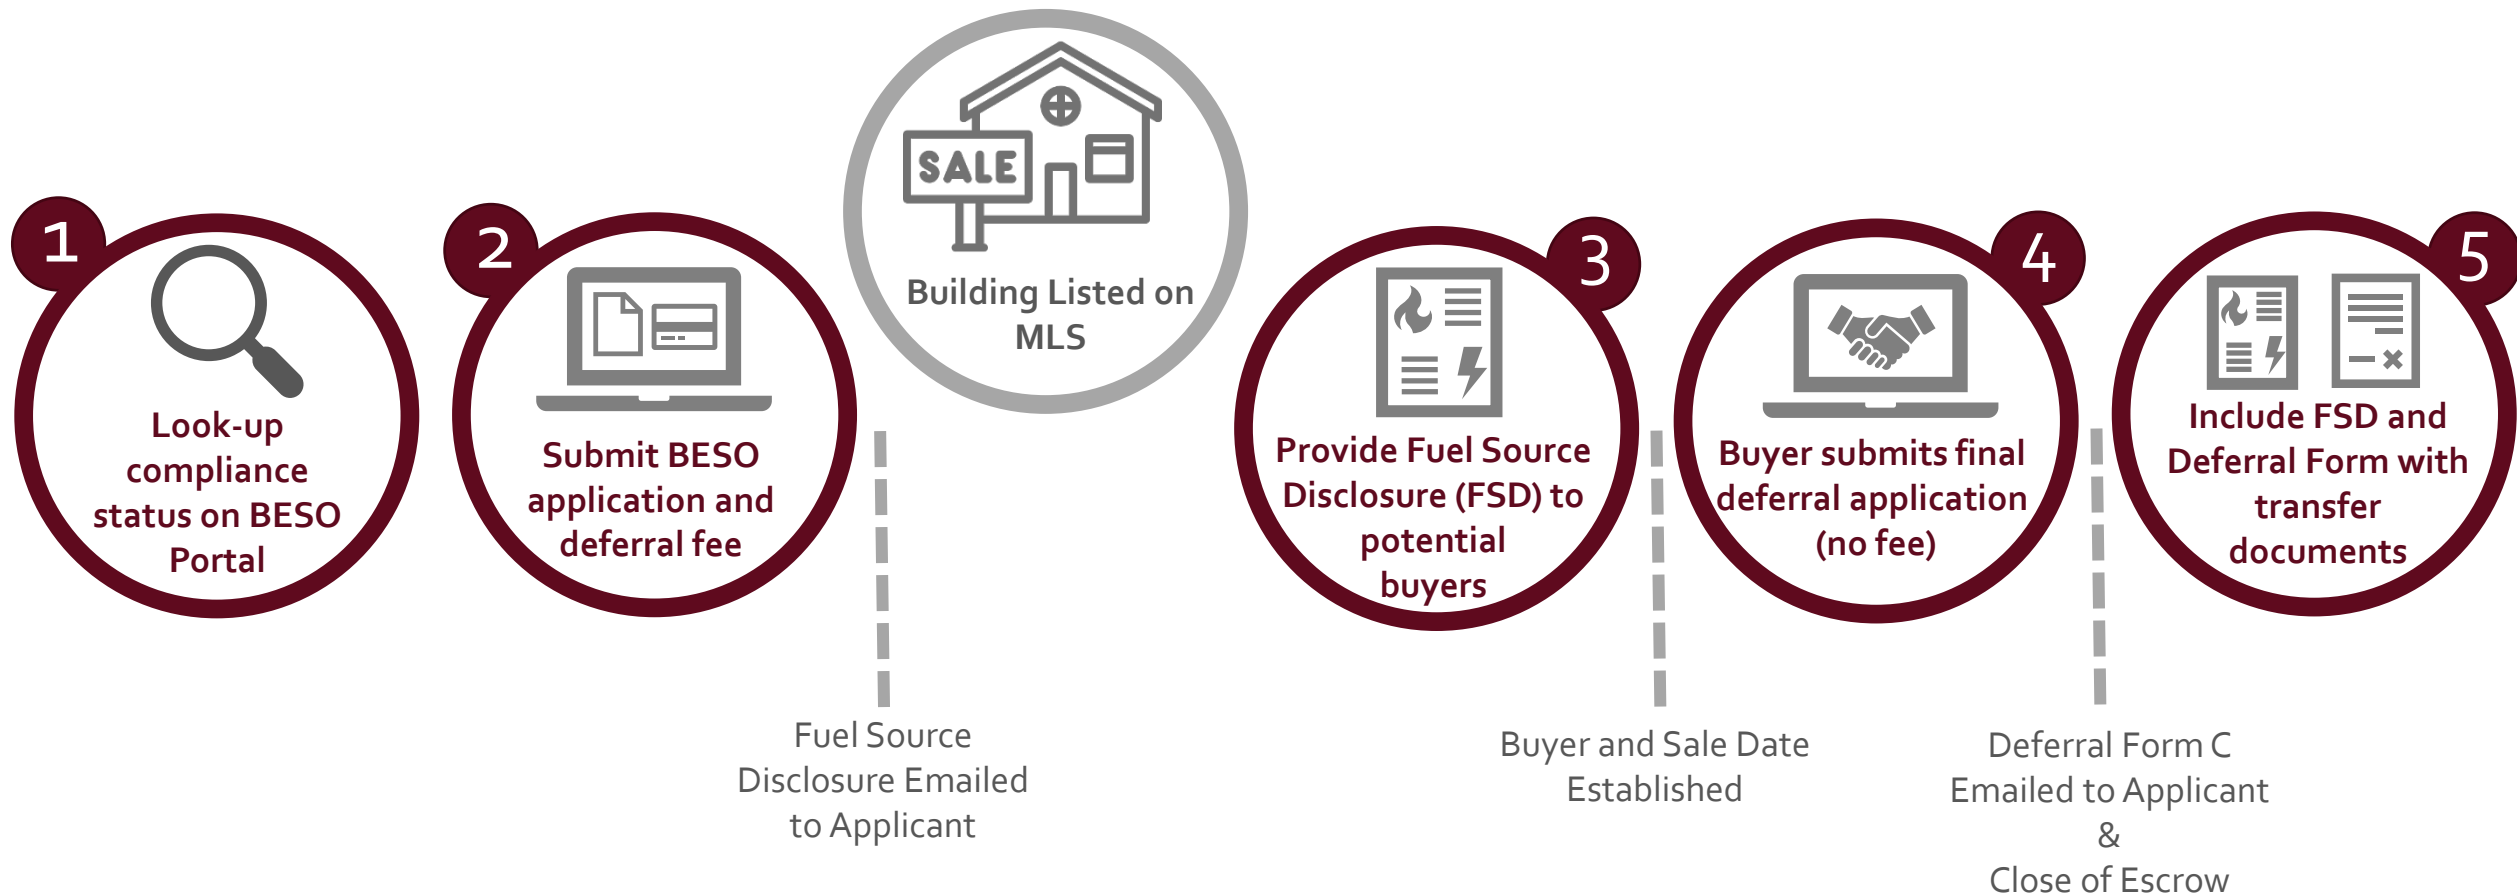 1
Look-up
compliance
status on BESO
Portal
2
Submit BESO
application and
deferral fee
Fuel Source
Disclosure Emailed
to Applicant
SALE
Building Listed on
MLS
3
Provide Fuel Source
Disclosure (FSD) to
potential
buyers
Buyer and Sale Date
Established
4
Buyer submits final
deferral application
(no fee)
Deferral Form C
Emailed to Applicant
&
Close of Escrow
5
Include FSD and
Deferral Form with
transfer
documents